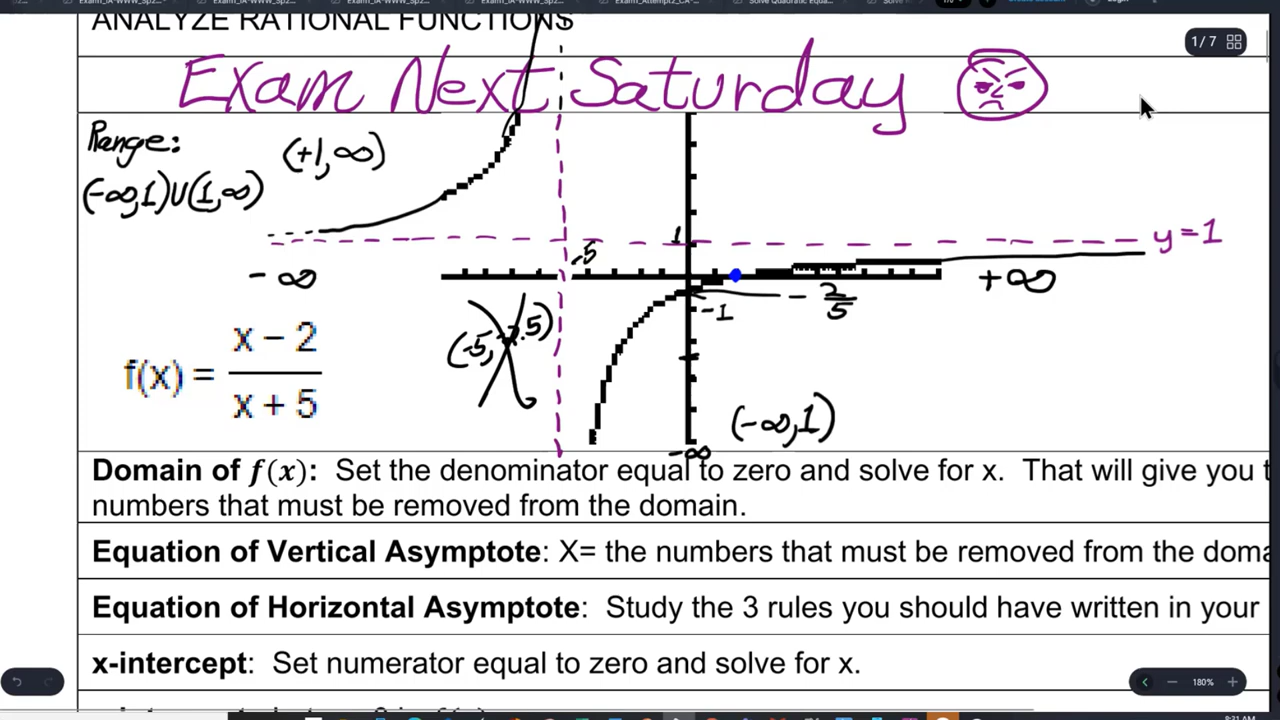 ANALYZE RATIONAL FUNCTIONS
1/7
Exam Next Saturday
Range:
(+1,∞)
(-∞,1)∪(1,∞)
1
y=1
-5
-∞
+∞
-1
- 2/5
f(x) = x − 2
x + 5
(-∞,1)
-∞
Domain of f(x): Set the denominator equal to zero and solve for x. That will give you
numbers that must be removed from the domain.
Equation of Vertical Asymptote: X= the numbers that must be removed from the
Equation of Horizontal Asymptote: Study the 3 rules you should have written in your
x-intercept: Set numerator equal to zero and solve for x.
180%